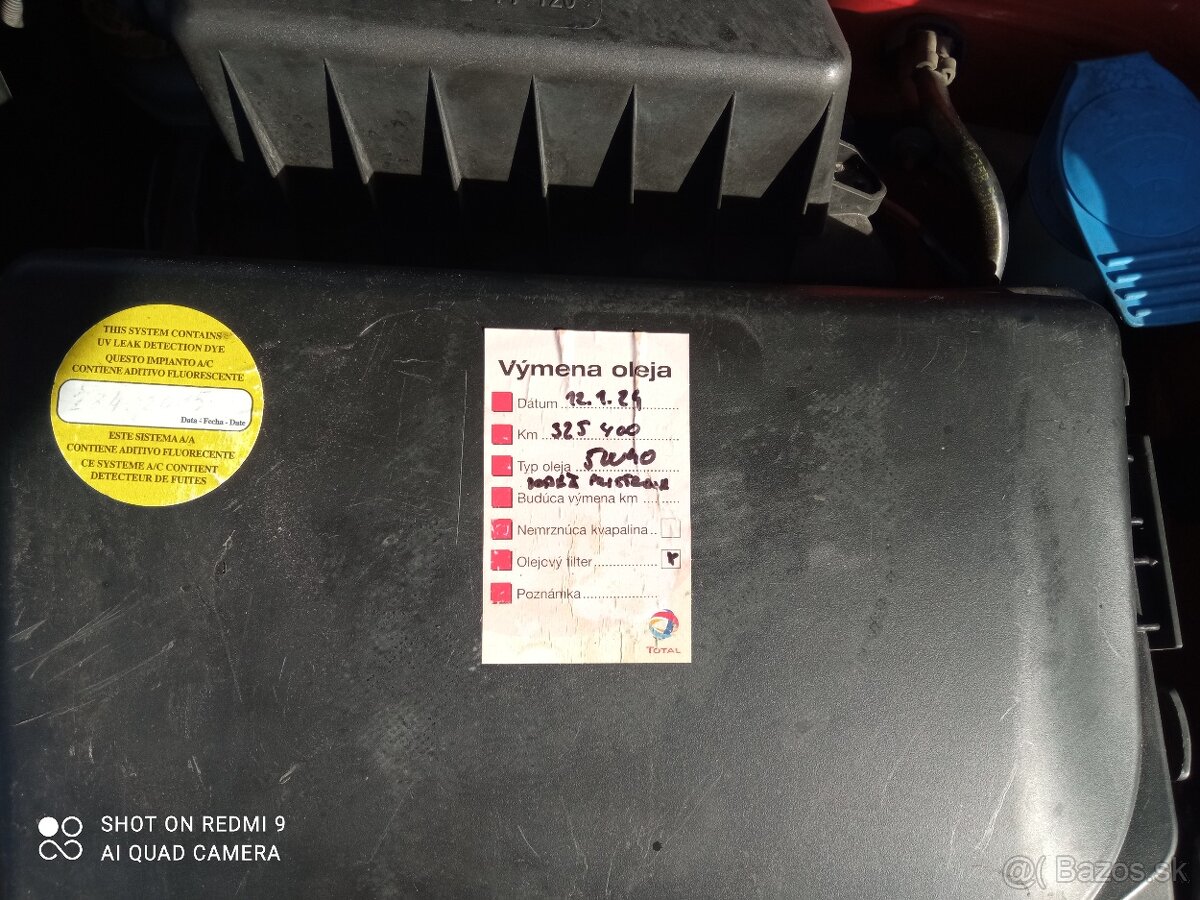 THIS SYSTEM CONTAINS
UV LEAK DETECTION DYE
QUESTO IMPIANTO A/C
CONTIENE ADITIVO FLUORESCENTE
Data - Fecha - Date
ESTE SISTEMA A/A
CONTIENE ADITIVO FLUORECENTE
CE SYSTEME A/C CONTIENT
DETECTEUR DE FUITES
Výmena oleja
Dátum 12.1.24
Km 325 400
Typ oleja 5W40
Budúca výmena km
Nemrznúca kvapalina
Olejový filter
Poznámka
TOTAL
SHOT ON REDMI 9
AI QUAD CAMERA
@( Bazos.sk